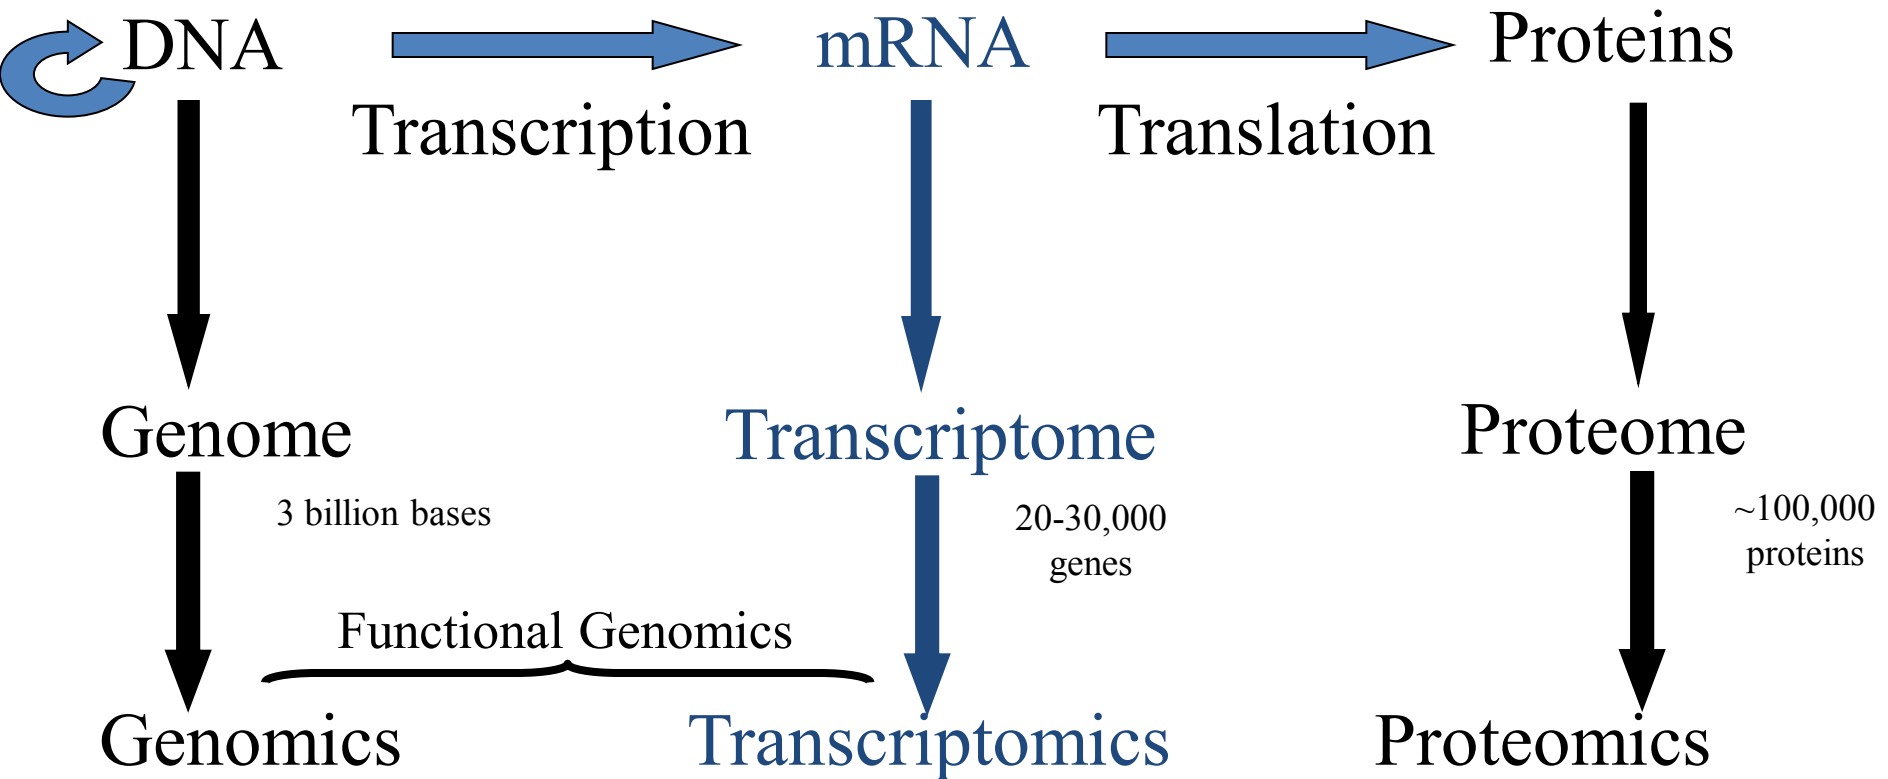 DNA
mRNA
Proteins
Transcription
Translation
Genome
Transcriptome
Proteome
3 billion bases
20-30,000
genes
~100,000
proteins
Functional Genomics
Genomics
Transcriptomics
Proteomics